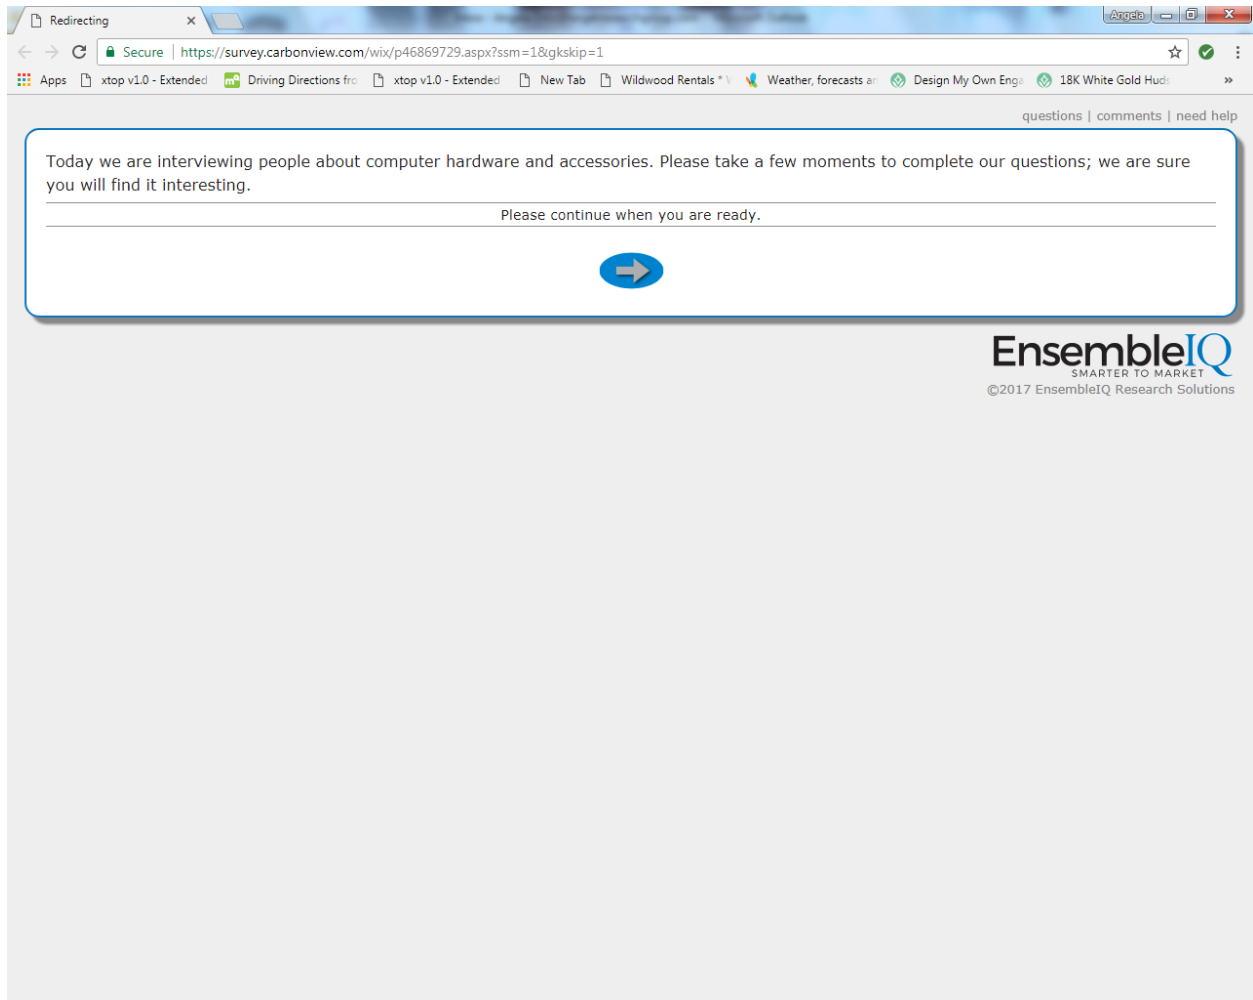 Redirecting
Angela
Secure | https://survey.carbonview.com/wix/p46869729.aspx?ssm=1&gkskip=1
Apps xtop v1.0 - Extended Driving Directions fro xtop v1.0 - Extended New Tab Wildwood Rentals * Weather, forecasts an Design My Own Enga 18K White Gold Huds »
questions | comments | need help
Today we are interviewing people about computer hardware and accessories. Please take a few moments to complete our questions; we are sure
you will find it interesting.
Please continue when you are ready.
EnsembleIQ
SMARTER TO MARKET
©2017 EnsembleIQ Research Solutions